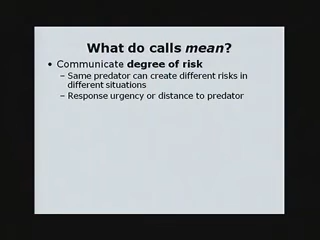 What do calls mean?
• Communicate degree of risk
– Same predator can create different risks in
different situations
– Response urgency or distance to predator